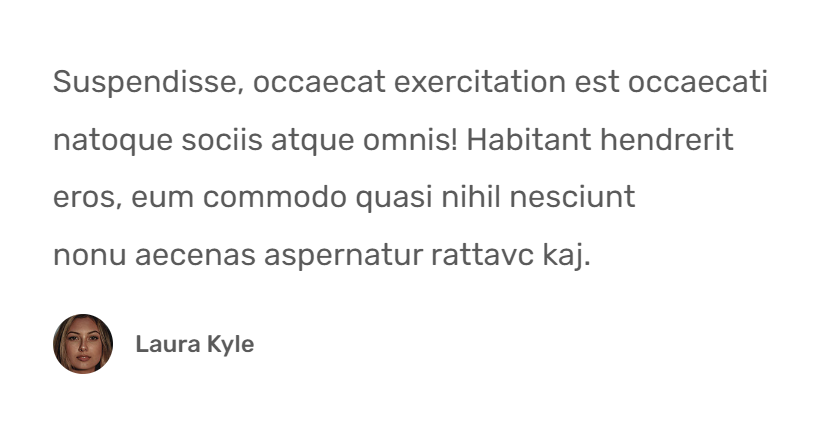 Suspendisse, occaecat exercitation est occaecati
natoque sociis atque omnis! Habitant hendrerit
eros, eum commodo quasi nihil nesciunt
nonu aecenas aspernatur rattavc kaj.
Laura Kyle